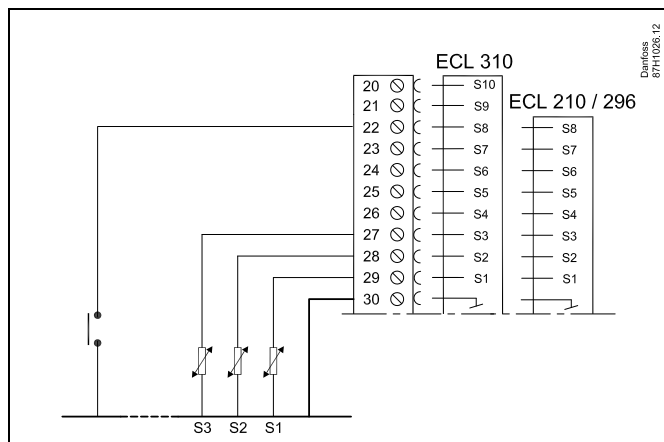 Danfoss
87H1026.12
ECL 310
ECL 210 / 296
20 S10
21 S9
22 S8 S8
23 S7 S7
24 S6 S6
25 S5 S5
26 S4 S4
27 S3 S3
28 S2 S2
29 S1 S1
30
S3 S2 S1